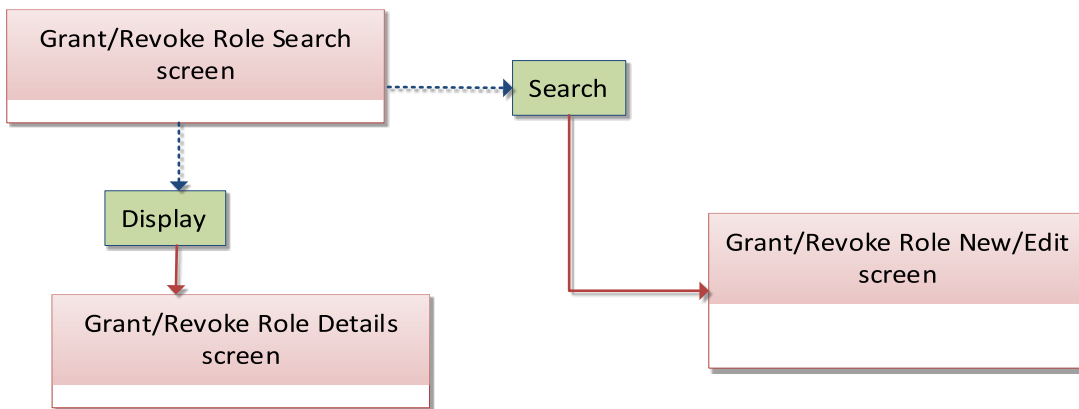 Grant/Revoke Role Search
screen
Search
Display
Grant/Revoke Role New/Edit
screen
Grant/Revoke Role Details
screen